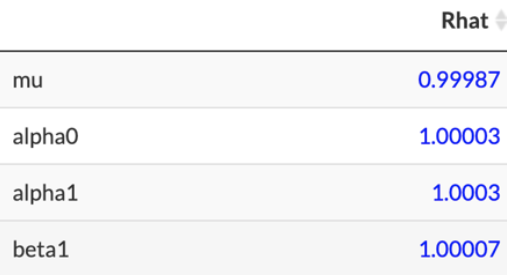 Rhat
mu 0.99987
alpha0 1.00003
alpha1 1.0003
beta1 1.00007